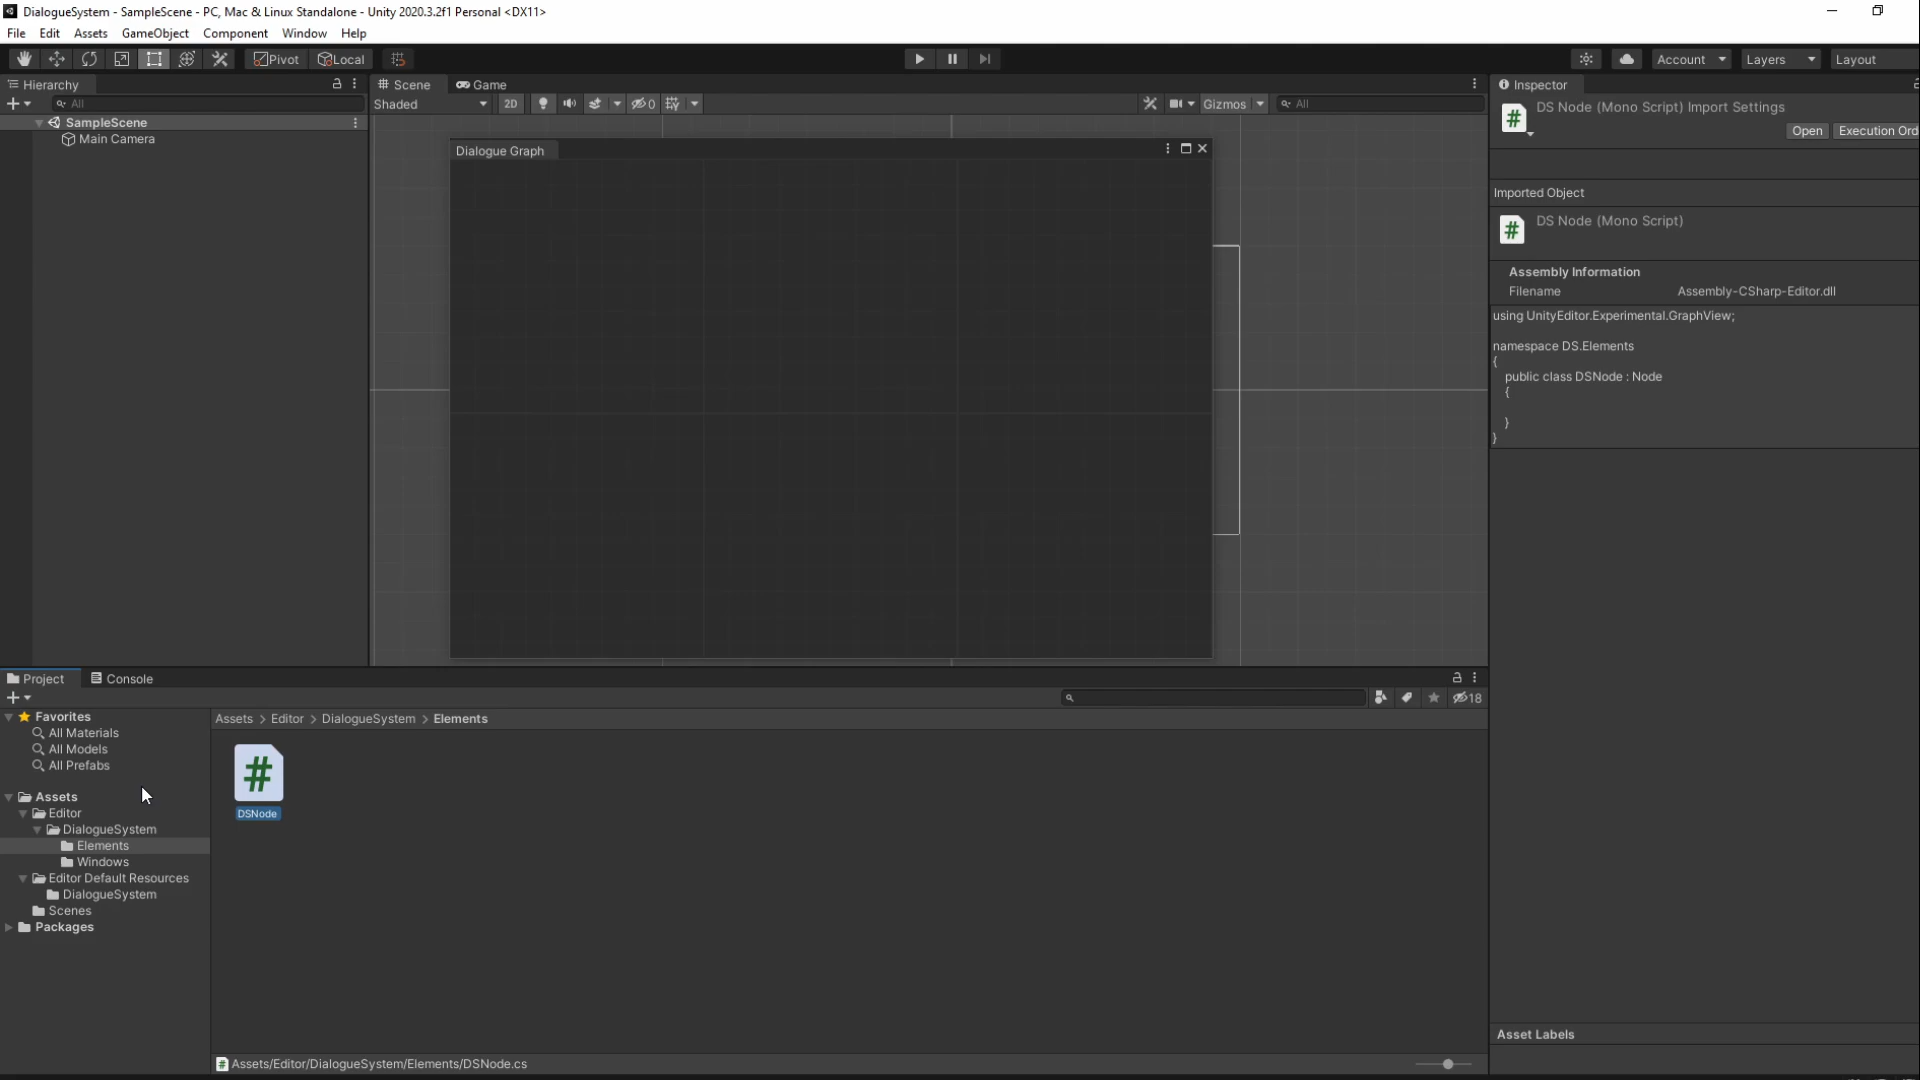 DialogueSystem - SampleScene - PC, Mac & Linux Standalone - Unity 2020.3.2f1 Personal <DX11>
File Edit Assets GameObject Component Window Help
Pivot Local Account Layers Layout
Hierarchy
All
SampleScene
Main Camera
Scene Game
Shaded 2D 0 Gizmos All
Dialogue Graph
Inspector
DS Node (Mono Script) Import Settings
Open Execution Ord
Imported Object
DS Node (Mono Script)
Assembly Information
Filename Assembly-CSharp-Editor.dll
using UnityEditor.Experimental.GraphView;
namespace DS.Elements
{
public class DSNode : Node
{
}
}
Project Console
18
Favorites
All Materials
All Models
All Prefabs
Assets
Editor
DialogueSystem
Elements
Windows
Editor Default Resources
DialogueSystem
Scenes
Packages
Assets > Editor > DialogueSystem > Elements
#
DSNode
Assets/Editor/DialogueSystem/Elements/DSNode.cs
Asset Labels